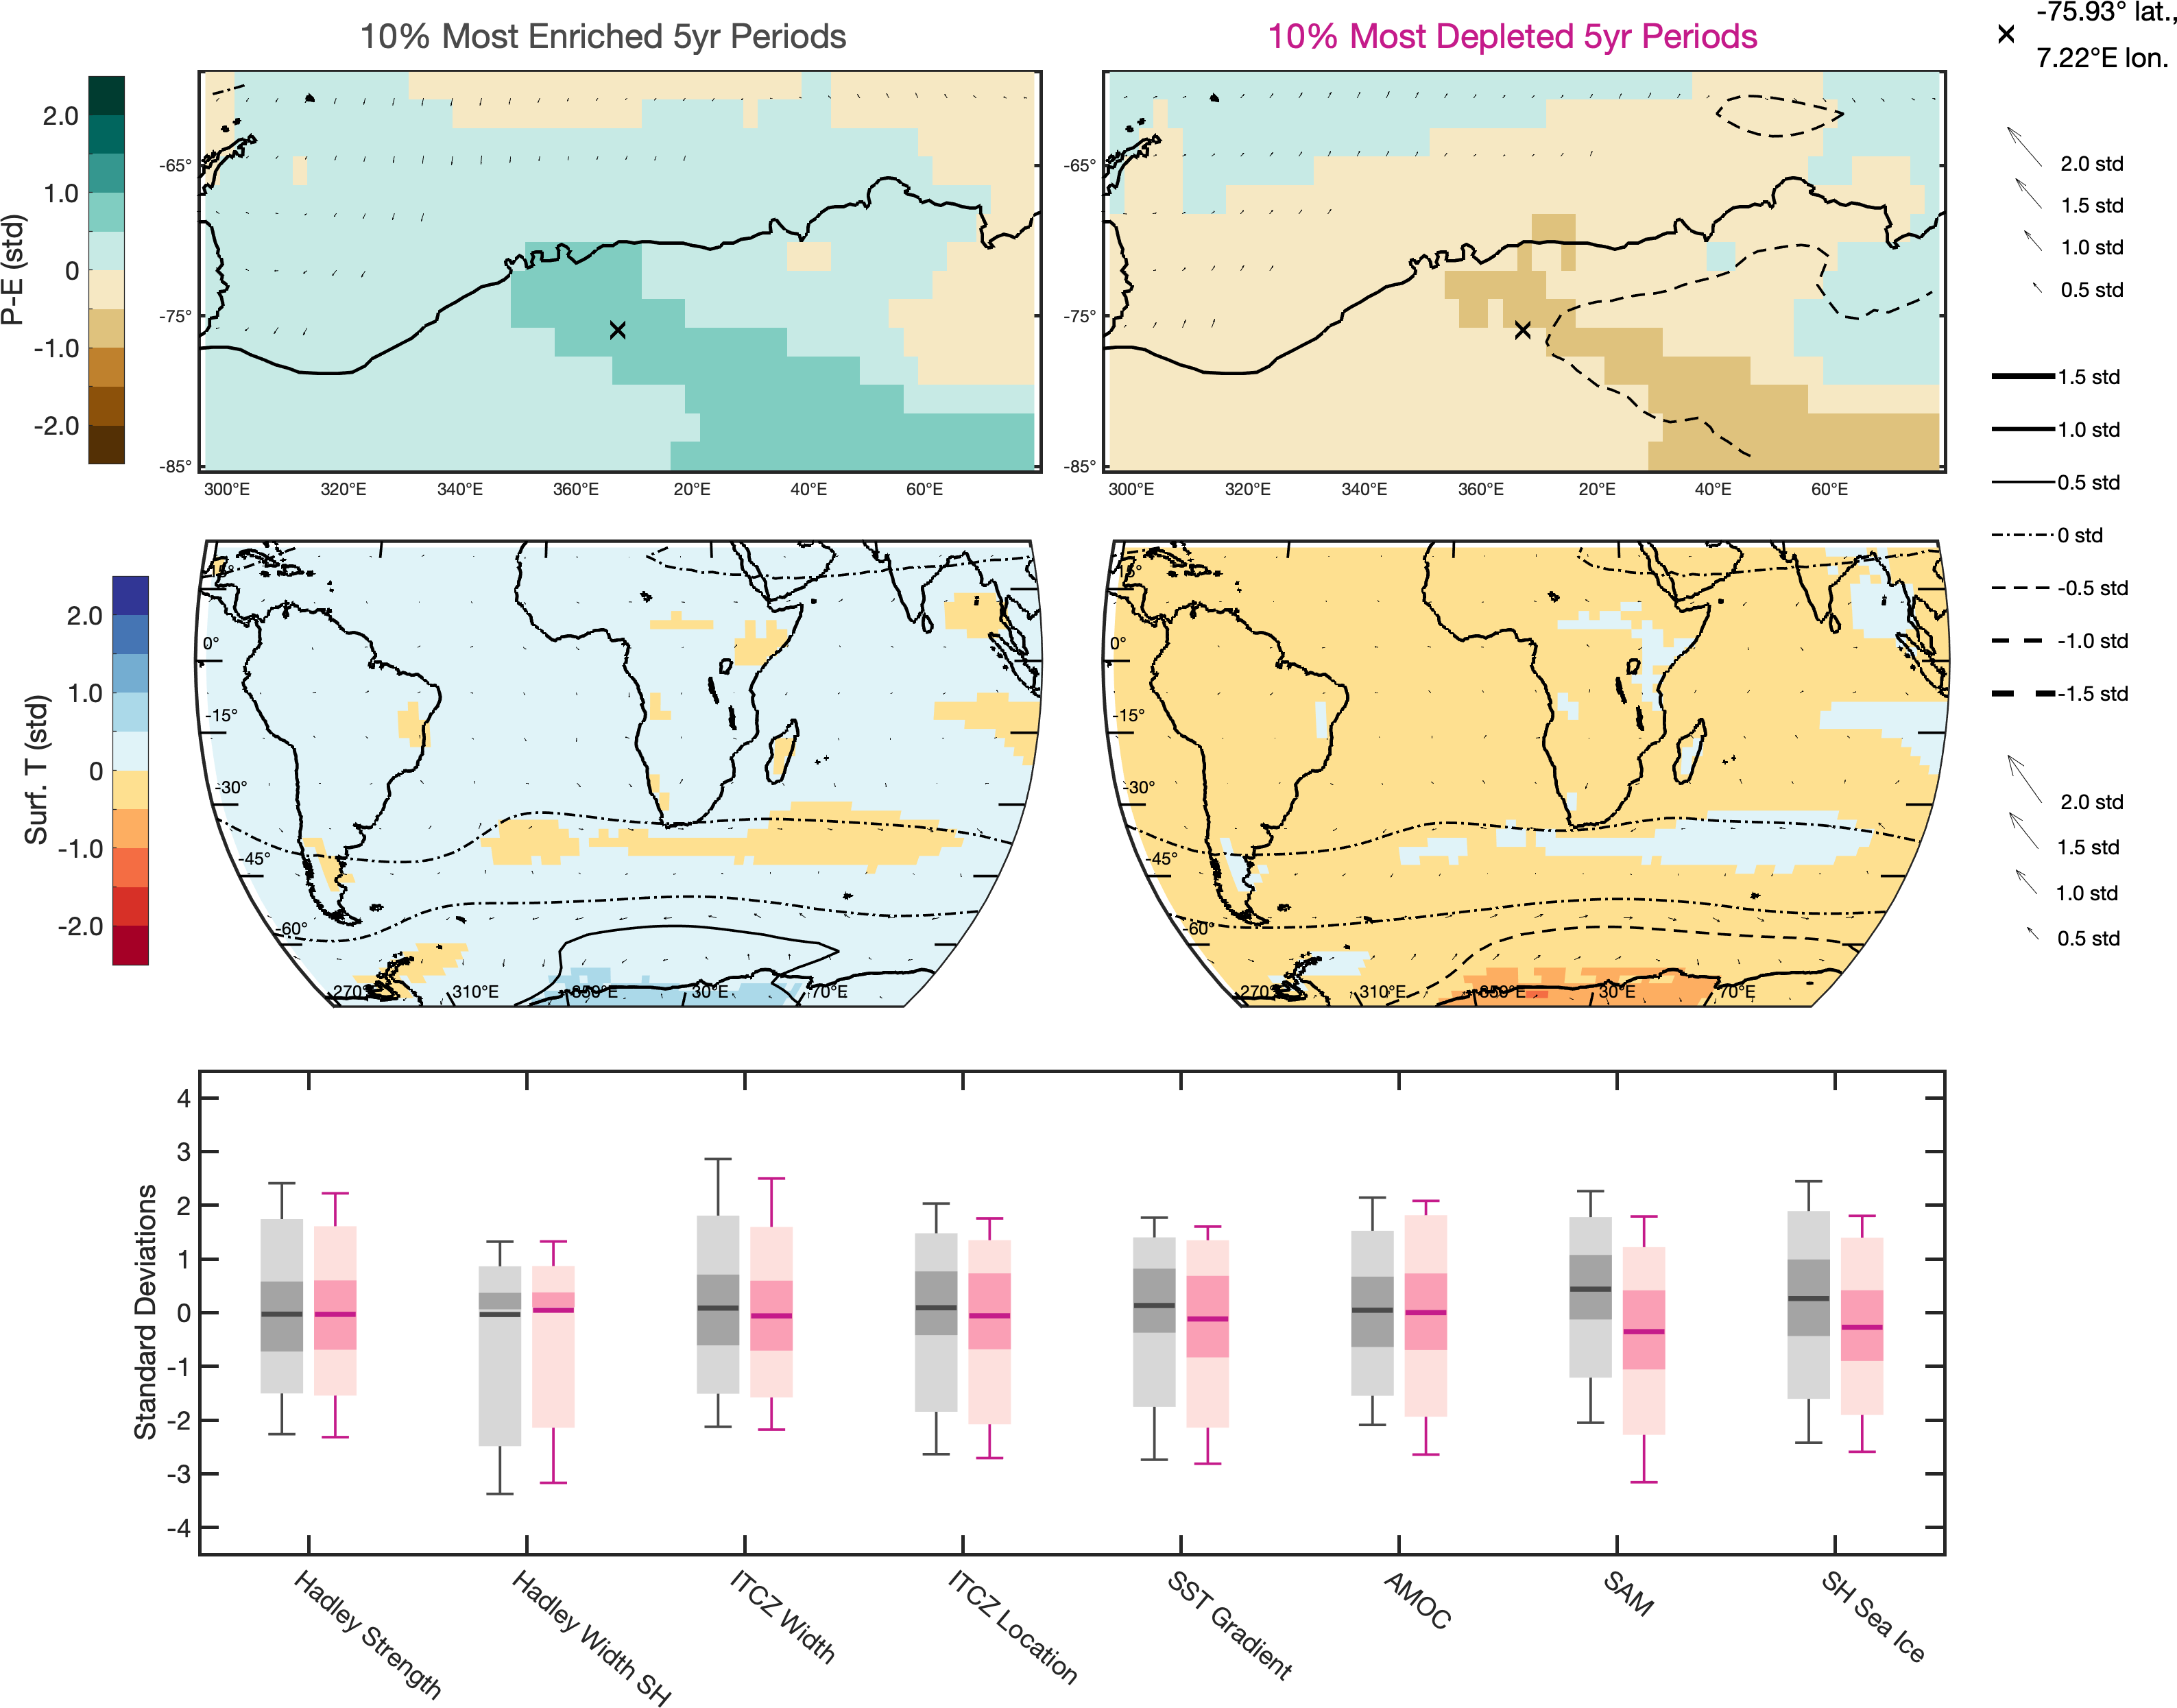 10% Most Enriched 5yr Periods
10% Most Depleted 5yr Periods
-75.93° lat.,
7.22°E lon.
P-E (std)
2.0
1.0
0
-1.0
-2.0
-65°
-75°
-85°
300°E 320°E 340°E 360°E 20°E 40°E 60°E
-65°
-75°
-85°
300°E 320°E 340°E 360°E 20°E 40°E 60°E
2.0 std
1.5 std
1.0 std
0.5 std
1.5 std
1.0 std
0.5 std
0 std
-0.5 std
-1.0 std
-1.5 std
Surf. T (std)
2.0
1.0
0
-1.0
-2.0
15°
0°
-15°
-30°
-45°
-60°
270° 310°E 350°E 30°E 70°E
15°
0°
-15°
-30°
-45°
-60°
270° 310°E 350°E 30°E 70°E
2.0 std
1.5 std
1.0 std
0.5 std
Standard Deviations
4
3
2
1
0
-1
-2
-3
-4
Hadley Strength
Hadley Width SH
ITCZ Width
ITCZ Location
SST Gradient
AMOC
SAM
SH Sea Ice